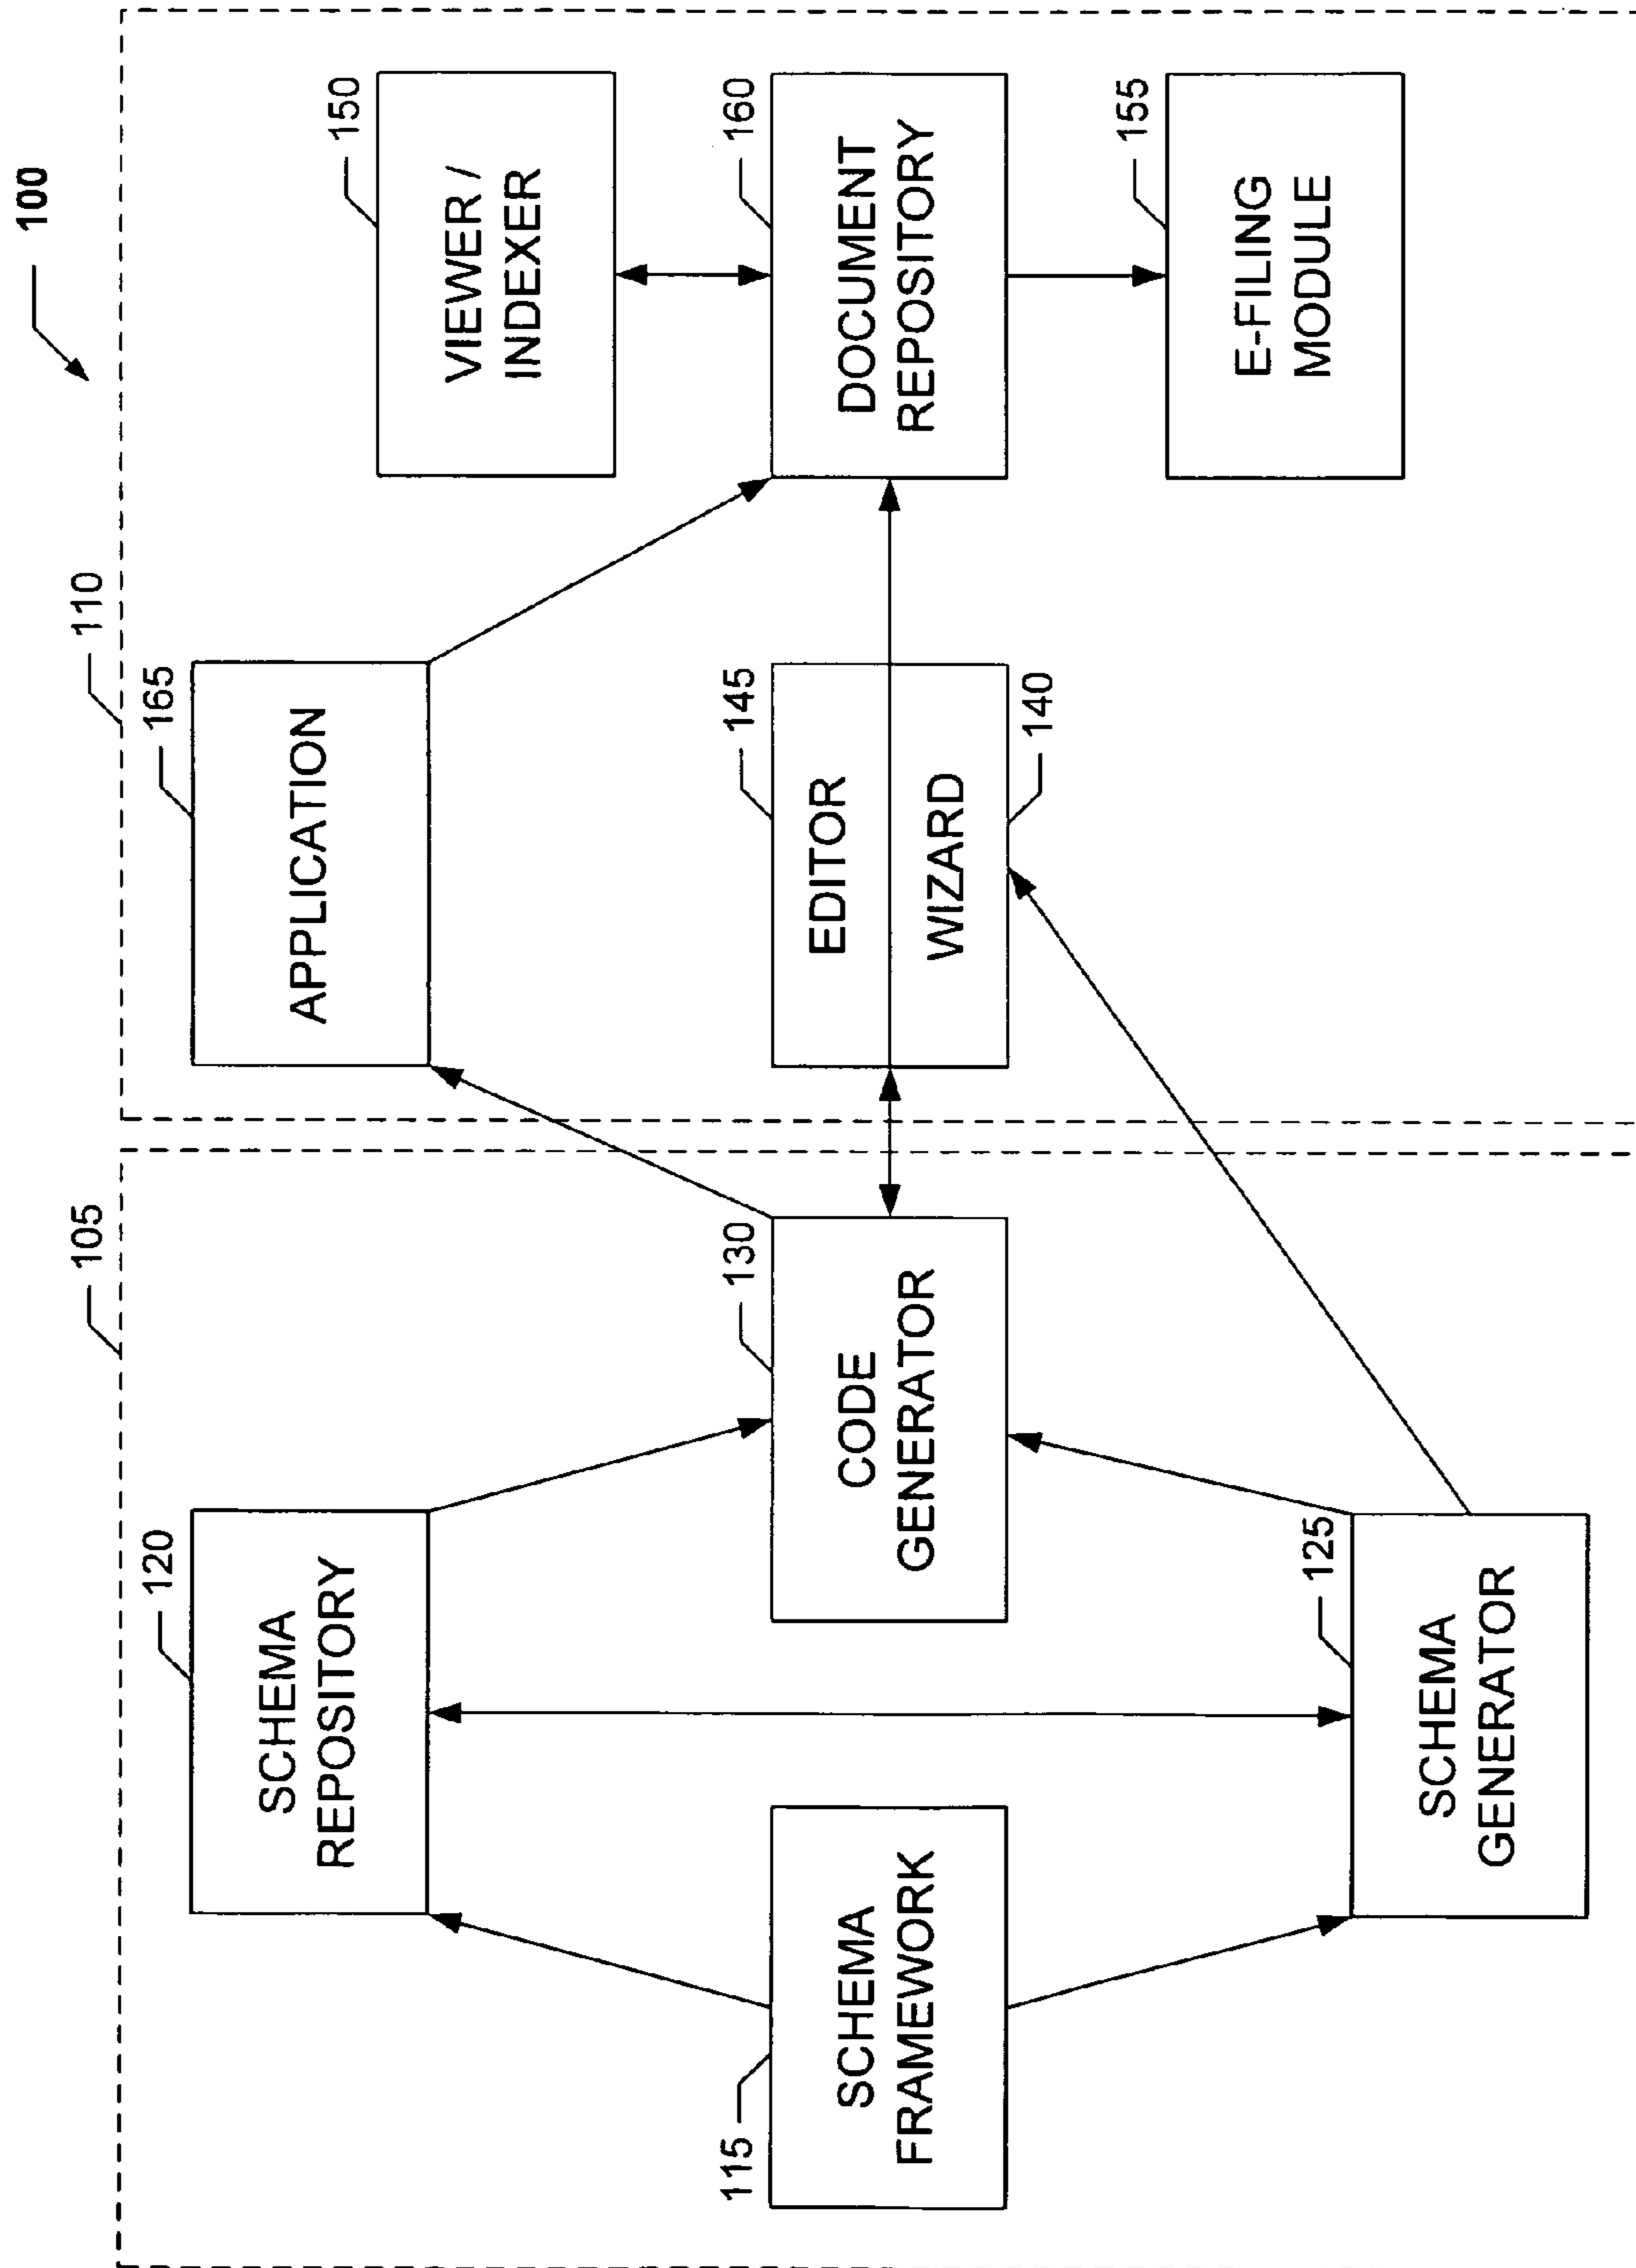 100
105
110
120
SCHEMA
REPOSITORY
165
APPLICATION
150
VIEWER /
INDEXER
115
SCHEMA
FRAMEWORK
130
CODE
GENERATOR
145
EDITOR
WIZARD
140
160
DOCUMENT
REPOSITORY
125
SCHEMA
GENERATOR
155
E-FILING
MODULE